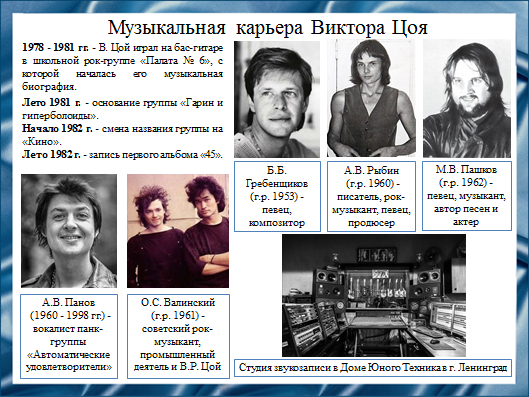 Музыкальная карьера Виктора Цоя
1978 - 1981 гг. - В. Цой играл на бас-гитаре
в школьной рок-группе «Палата № 6», с
которой началась его музыкальная
биография.
Лето 1981 г. - основание группы «Гарин и
гиперболоиды».
Начало 1982 г. - смена названия группы на
«Кино».
Лето 1982 г. - запись первого альбома «45».
Б.Б.
Гребенщиков
(г.р. 1953) -
певец,
композитор
А.В. Рыбин
(г.р. 1960) -
писатель, рок-
музыкант, певец,
продюсер
М.В. Пашков
(г.р. 1962) -
певец, музыкант,
автор песен и
актер
А.В. Панов
(1960 - 1998 гг.) -
вокалист панк-
группы
«Автоматические
удовлетворители»
О.С. Валинский
(г.р. 1961) -
советский рок-
музыкант,
промышленный
деятель и В.Р. Цой
Студия звукозаписи в Доме Юного Техника в г. Ленинград